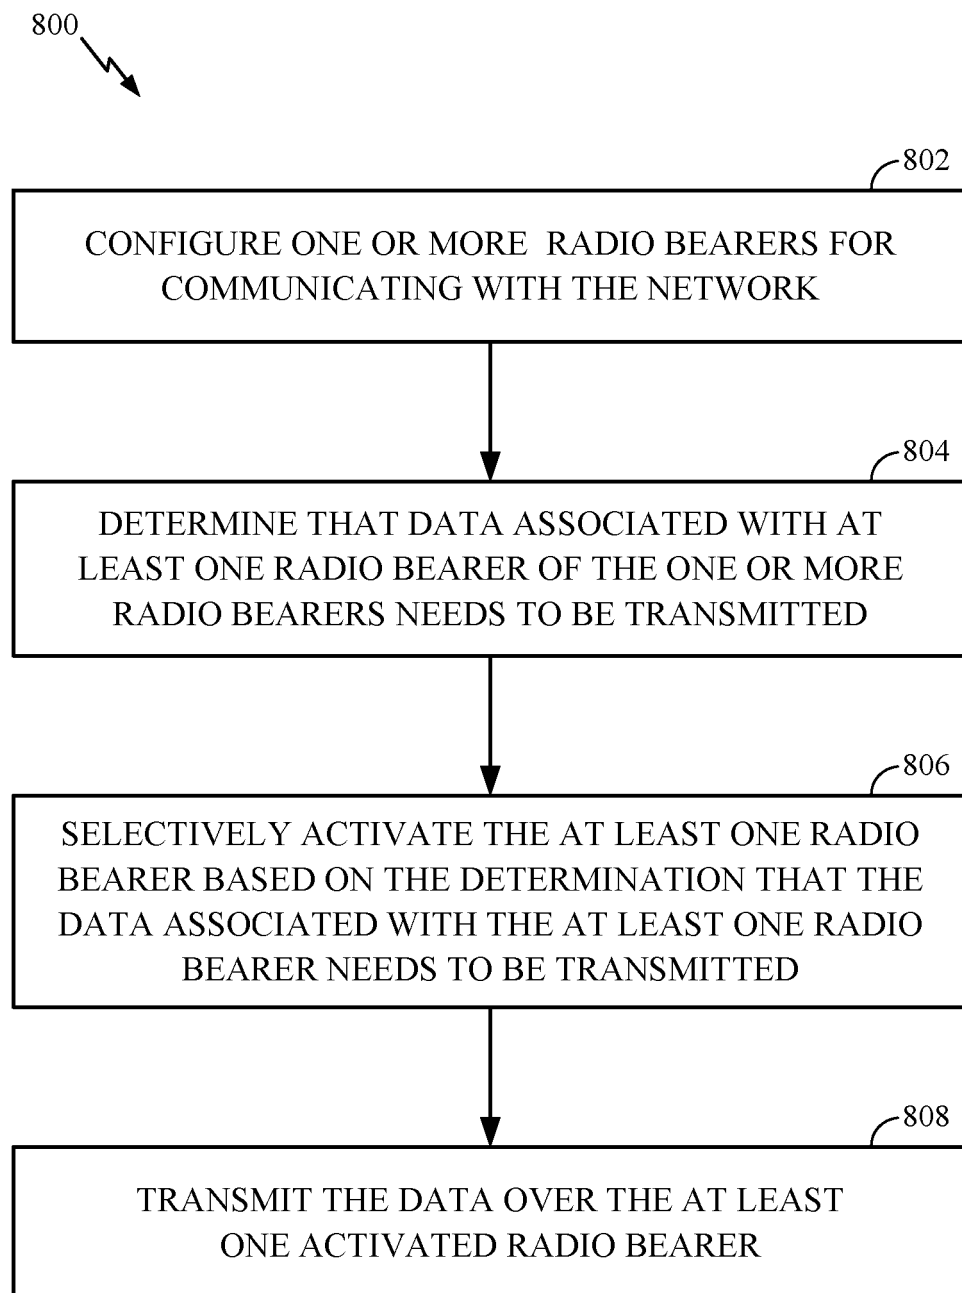 800
802
CONFIGURE ONE OR MORE RADIO BEARERS FOR
COMMUNICATING WITH THE NETWORK
804
DETERMINE THAT DATA ASSOCIATED WITH AT
LEAST ONE RADIO BEARER OF THE ONE OR MORE
RADIO BEARERS NEEDS TO BE TRANSMITTED
806
SELECTIVELY ACTIVATE THE AT LEAST ONE RADIO
BEARER BASED ON THE DETERMINATION THAT THE
DATA ASSOCIATED WITH THE AT LEAST ONE RADIO
BEARER NEEDS TO BE TRANSMITTED
808
TRANSMIT THE DATA OVER THE AT LEAST
ONE ACTIVATED RADIO BEARER